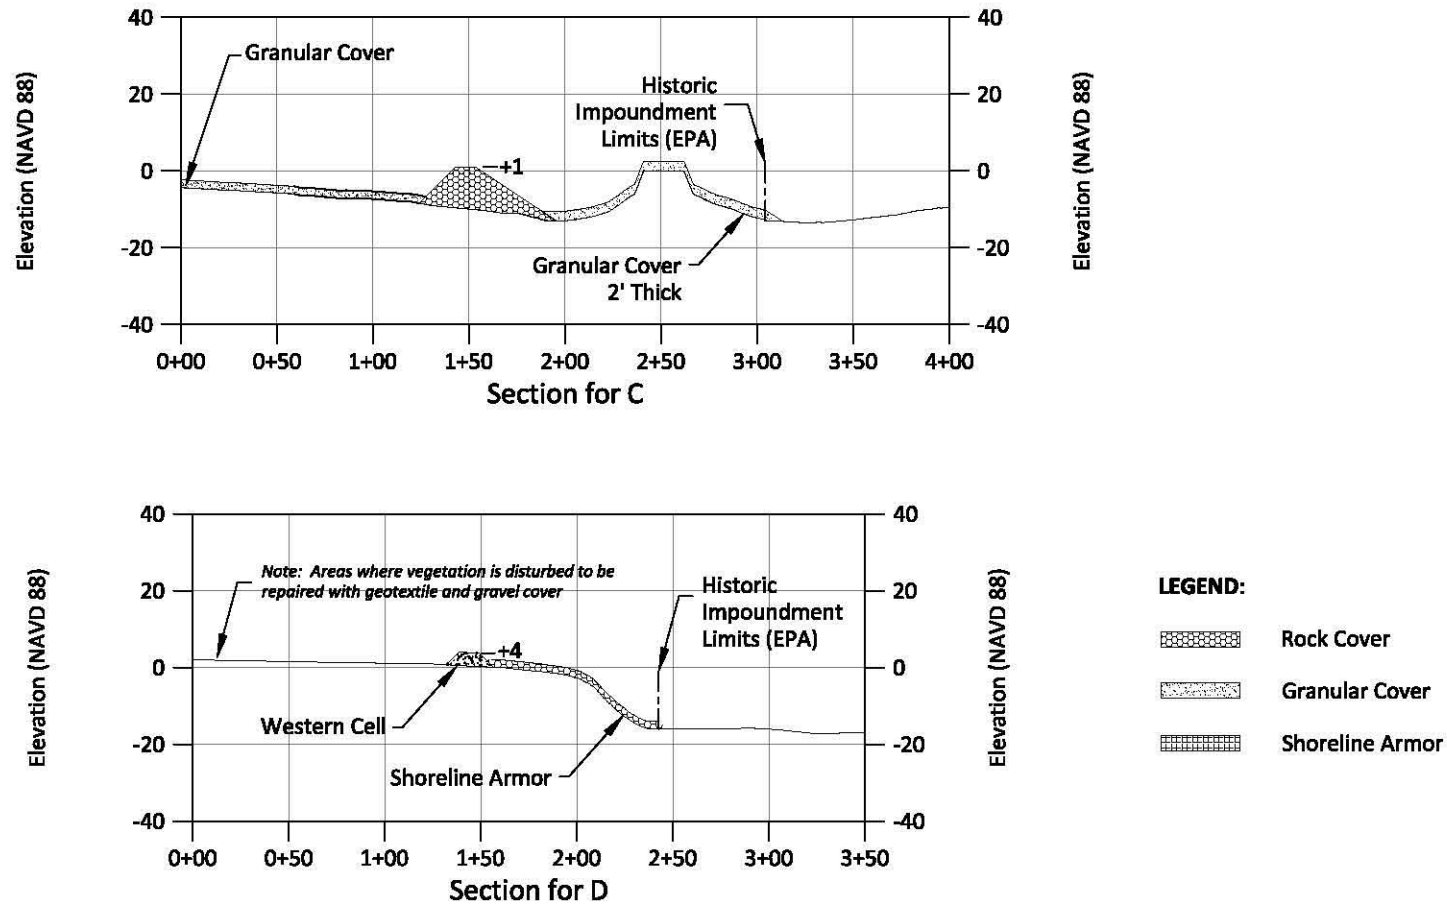 40
20
0
-20
-40
Elevation (NAVD 88)
Granular Cover
+1
Historic
Impoundment
Limits (EPA)
Granular Cover
2' Thick
40
20
0
-20
-40
Elevation (NAVD 88)
0+00 0+50 1+00 1+50 2+00 2+50 3+00 3+50 4+00
Section for C
40
20
0
-20
-40
Elevation (NAVD 88)
Note: Areas where vegetation is disturbed to be
repaired with geotextile and gravel cover
+4
Western Cell
Shoreline Armor
Historic
Impoundment
Limits (EPA)
40
20
0
-20
-40
Elevation (NAVD 88)
0+00 0+50 1+00 1+50 2+00 2+50 3+00 3+50
Section for D
LEGEND:
Rock Cover
Granular Cover
Shoreline Armor